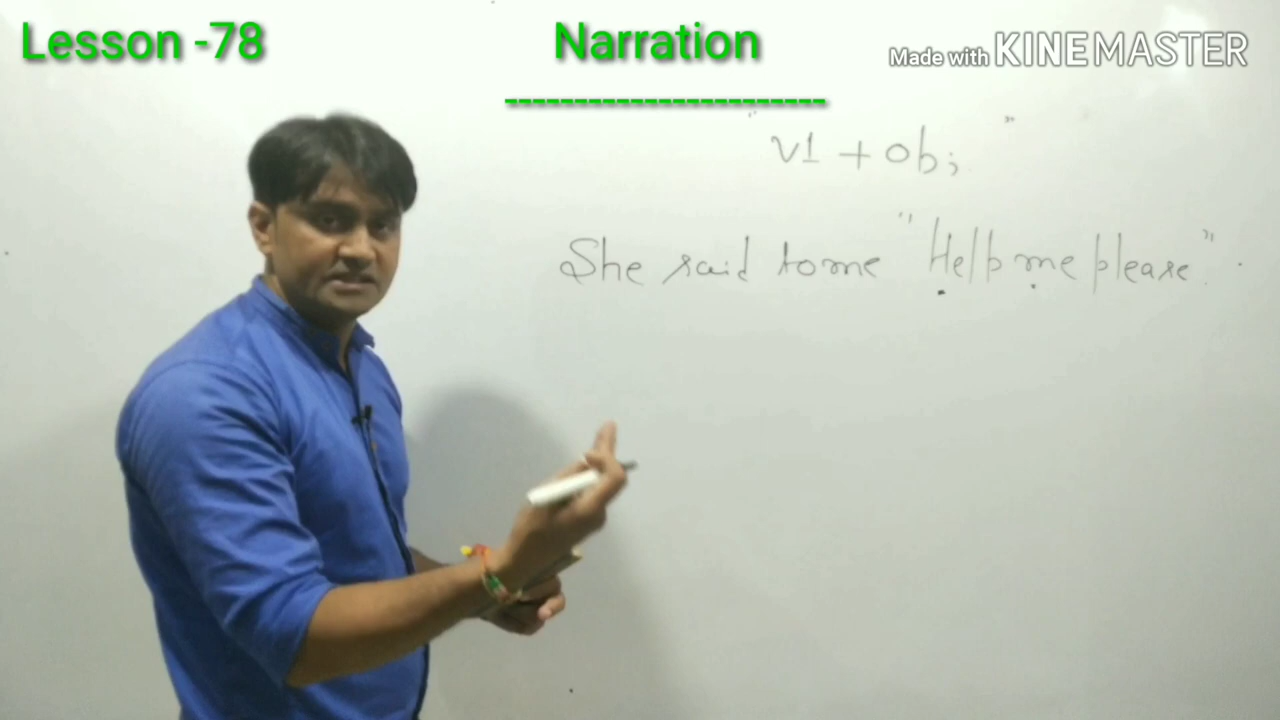 Lesson -78
Narration
Made with KINEMASTER
-----------------------
" V1 + ob; "
She said to me "Help me please".